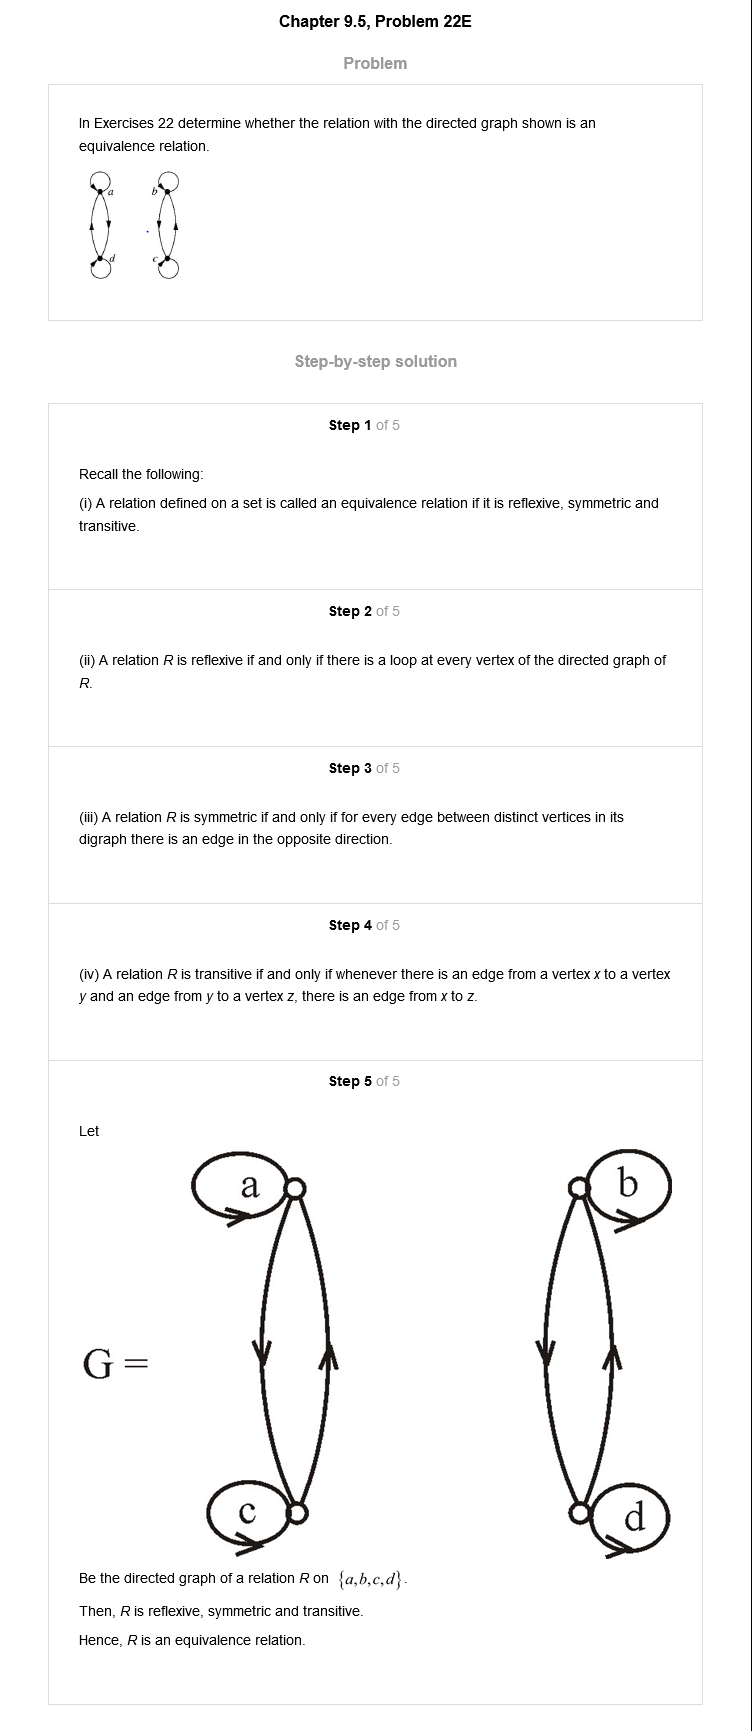 Chapter 9.5, Problem 22E
Problem
In Exercises 22 determine whether the relation with the directed graph shown is an
equivalence relation.
a
b
d
c
Step-by-step solution
Step 1 of 5
Recall the following:
(i) A relation defined on a set is called an equivalence relation if it is reflexive, symmetric and
transitive.
Step 2 of 5
(ii) A relation R is reflexive if and only if there is a loop at every vertex of the directed graph of
R.
Step 3 of 5
(iii) A relation R is symmetric if and only if for every edge between distinct vertices in its
digraph there is an edge in the opposite direction.
Step 4 of 5
(iv) A relation R is transitive if and only if whenever there is an edge from a vertex x to a vertex
y and an edge from y to a vertex z, there is an edge from x to z.
Step 5 of 5
Let
a
b
G =
c
d
Be the directed graph of a relation R on {a,b,c,d}.
Then, R is reflexive, symmetric and transitive.
Hence, R is an equivalence relation.